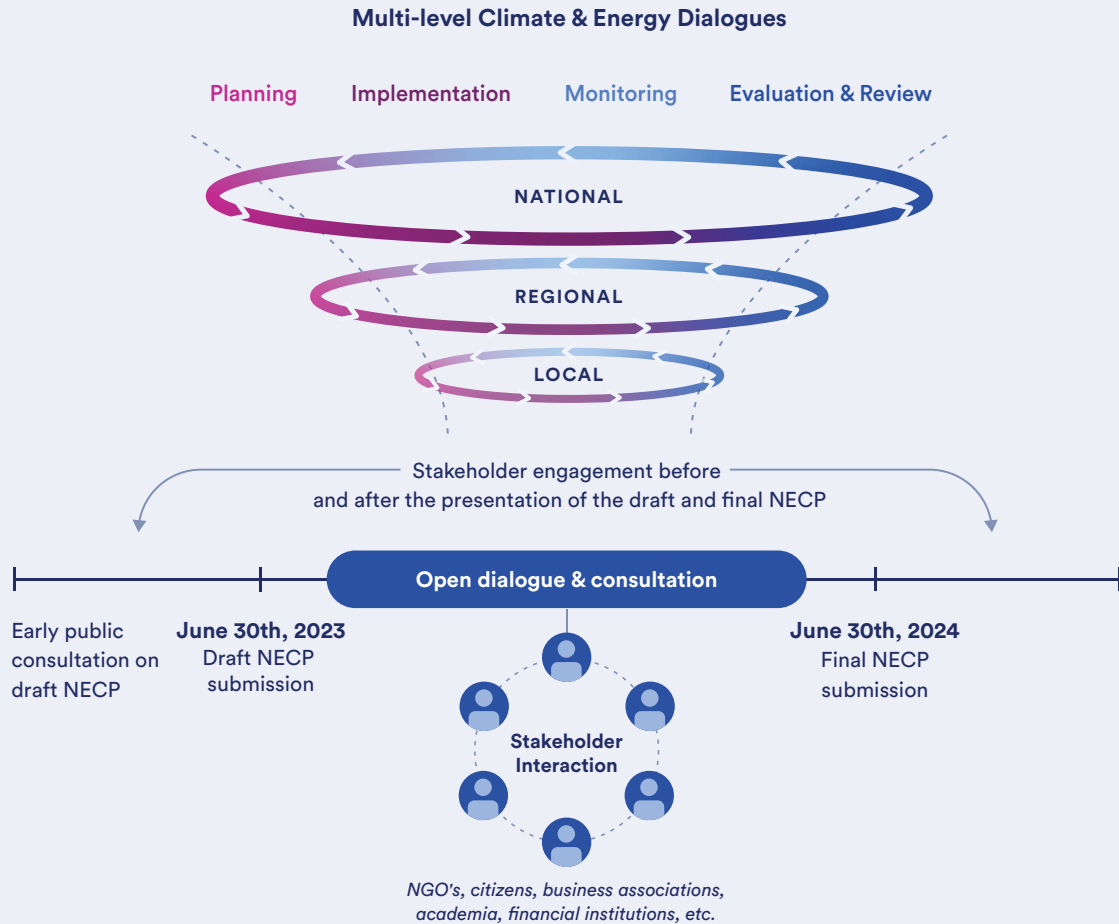 Multi-level Climate & Energy Dialogues
Planning Implementation Monitoring Evaluation & Review
NATIONAL
REGIONAL
LOCAL
Stakeholder engagement before
and after the presentation of the draft and final NECP
Open dialogue & consultation
Early public
consultation on
draft NECP
June 30th, 2023
Draft NECP
submission
June 30th, 2024
Final NECP
submission
Stakeholder
Interaction
NGO's, citizens, business associations,
academia, financial institutions, etc.